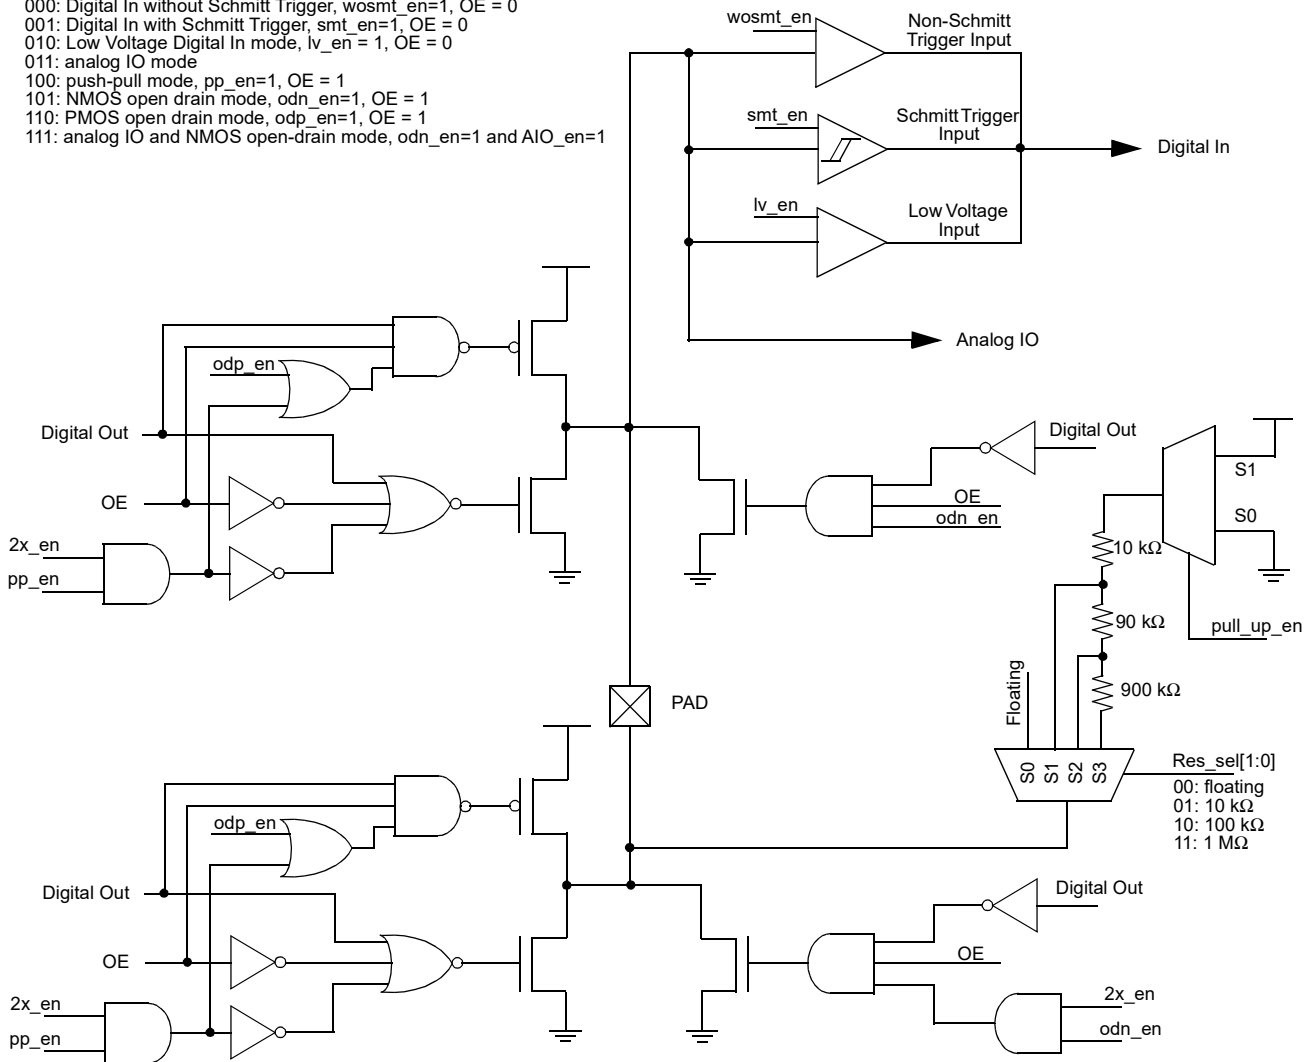 000: Digital In without Schmitt Trigger, wosmt_en=1, OE = 0
001: Digital In with Schmitt Trigger, smt_en=1, OE = 0
010: Low Voltage Digital In mode, lv_en = 1, OE = 0
011: analog IO mode
100: push-pull mode, pp_en=1, OE = 1
101: NMOS open drain mode, odn_en=1, OE = 1
110: PMOS open drain mode, odp_en=1, OE = 1
111: analog IO and NMOS open-drain mode, odn_en=1 and AIO_en=1
wosmt_en
Non-Schmitt
Trigger Input
smt_en
Schmitt Trigger
Input
Digital In
lv_en
Low Voltage
Input
Analog IO
odp_en
Digital Out
OE
2x_en
pp_en
Digital Out
OE
odn_en
S1
S0
10 kΩ
90 kΩ
900 kΩ
pull_up_en
Floating
S0
S1
S2
S3
Res_sel[1:0]
00: floating
01: 10 kΩ
10: 100 kΩ
11: 1 MΩ
PAD
odp_en
Digital Out
OE
2x_en
pp_en
Digital Out
OE
2x_en
odn_en